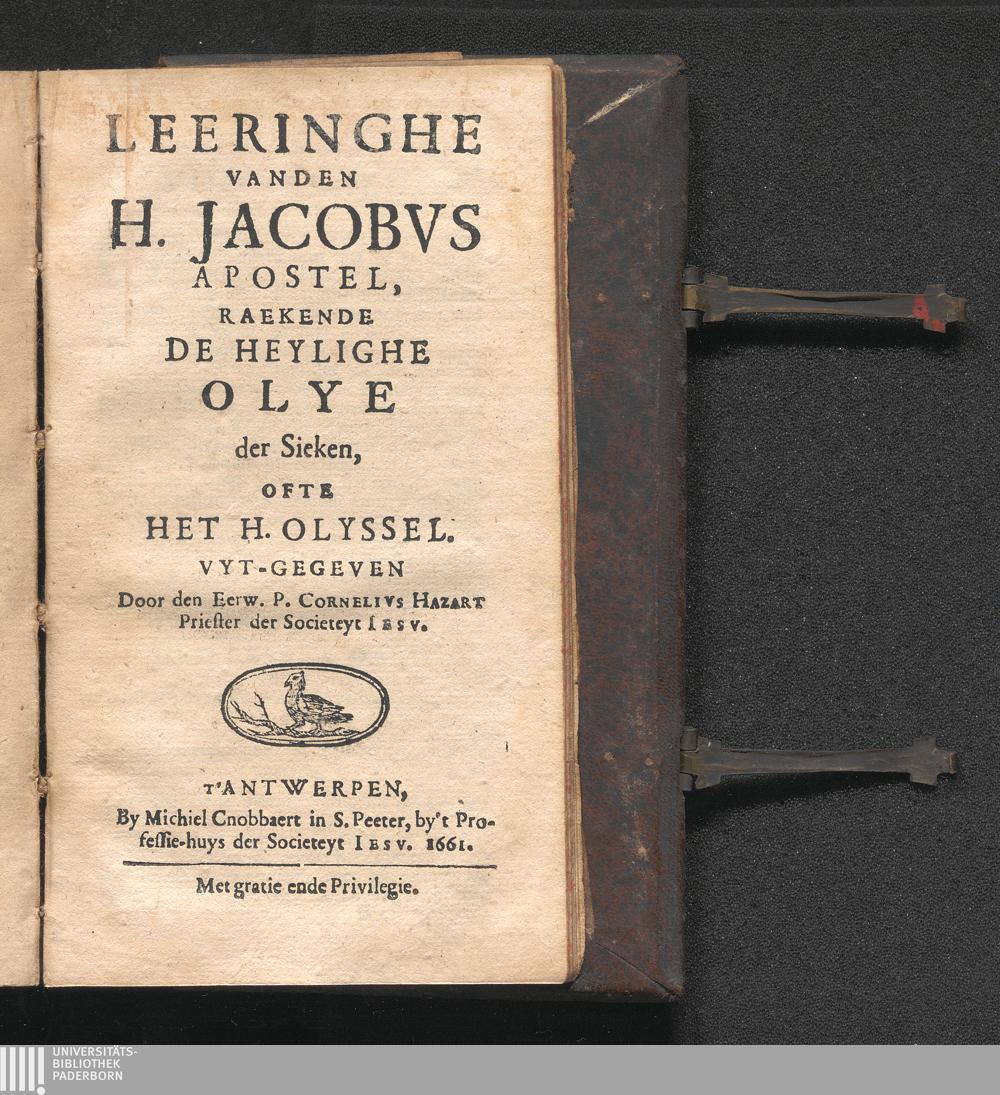 LEERINGHE
VANDEN
H. JACOBVS
APOSTEL,
RAEKENDE
DE HEYLIGHE
OLYE
der Sieken,
OFTE
HET H. OLYSSEL.
VYT-GEGEVEN
Door den Eerw. P. CORNELIVS HAZART
Priester der Societeyt IESV.
T'ANTWERPEN,
By Michiel Cnobbaert in S. Peeter, by't Pro-
fessie-huys der Societeyt IESV. 1661.
Met gratie ende Privilegie.
UNIVERSITÄTS-
BIBLIOTHEK
PADERBORN